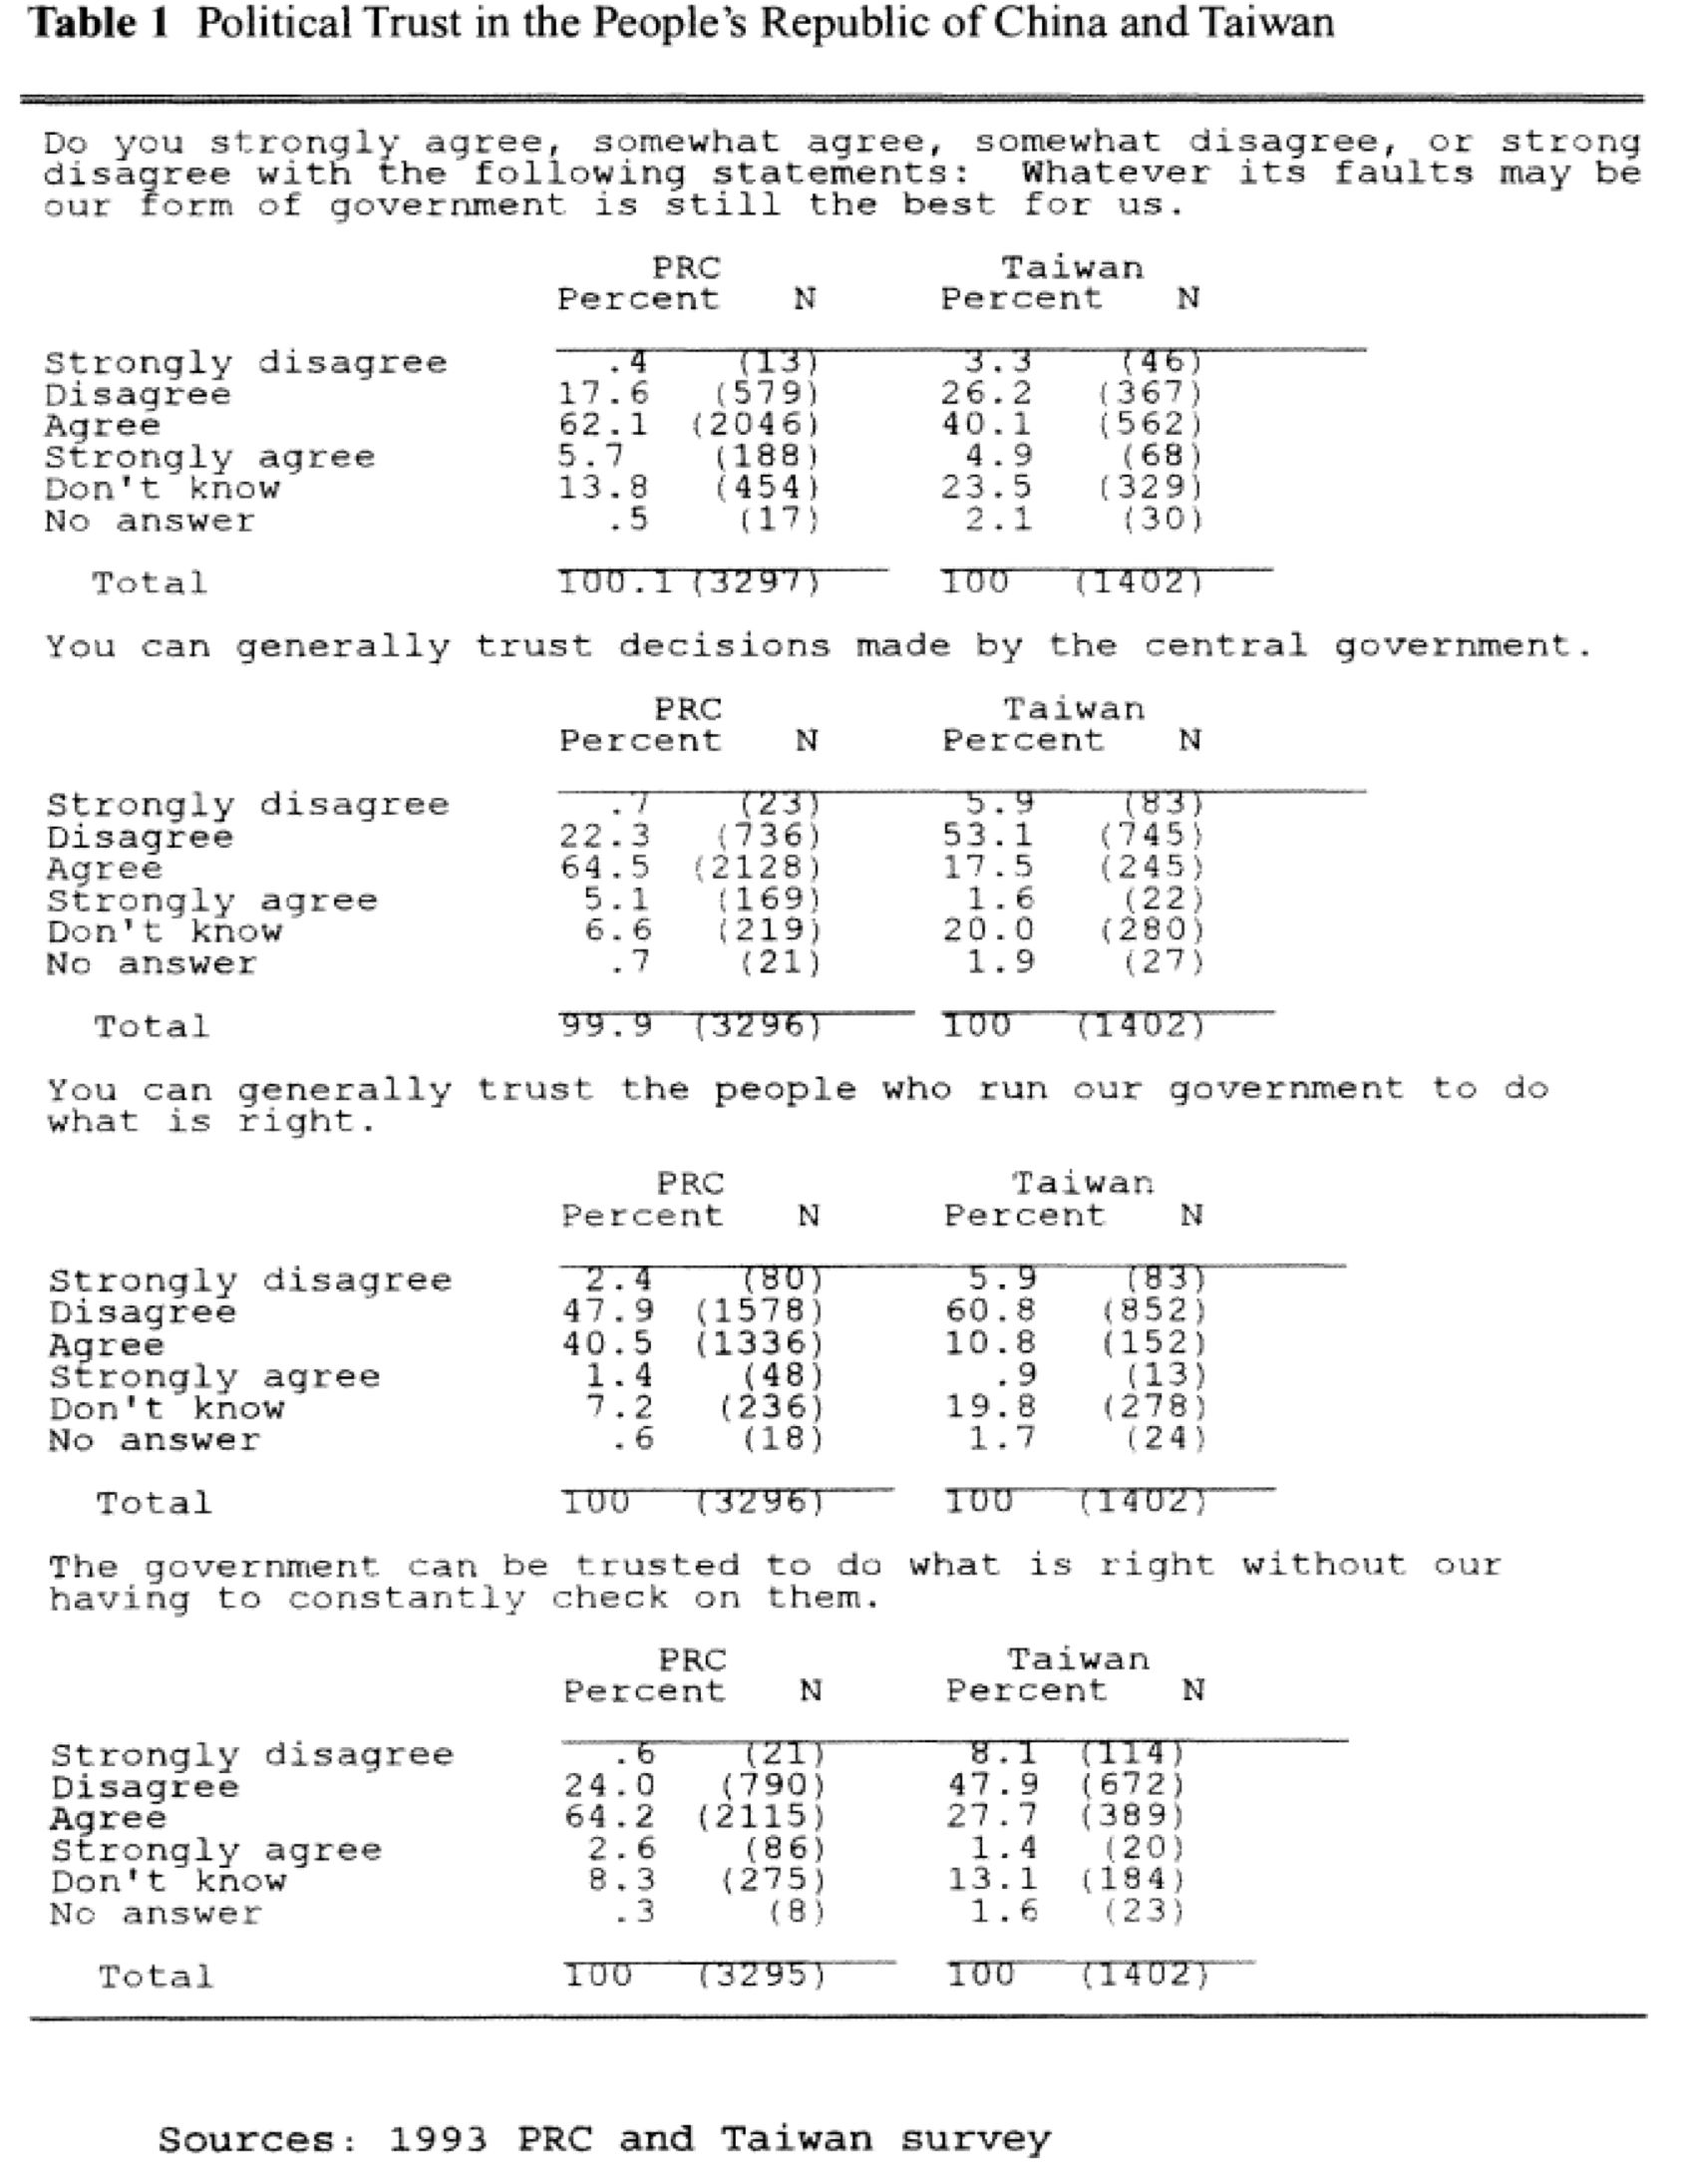 Table 1 Political Trust in the People's Republic of China and Taiwan
Do you strongly agree, somewhat agree, somewhat disagree, or strong
disagree with the following statements: Whatever its faults may be
our form of government is still the best for us.
PRC Taiwan
Percent N Percent N
Strongly disagree .4 (13) 3.3 (46)
Disagree 17.6 (579) 26.2 (367)
Agree 62.1 (2046) 40.1 (562)
Strongly agree 5.7 (188) 4.9 (68)
Don't know 13.8 (454) 23.5 (329)
No answer .5 (17) 2.1 (30)
Total 100.1 (3297) 100 (1402)
You can generally trust decisions made by the central government.
PRC Taiwan
Percent N Percent N
Strongly disagree .7 (23) 5.9 (83)
Disagree 22.3 (736) 53.1 (745)
Agree 64.5 (2128) 17.5 (245)
Strongly agree 5.1 (169) 1.6 (22)
Don't know 6.6 (219) 20.0 (280)
No answer .7 (21) 1.9 (27)
Total 99.9 (3296) 100 (1402)
You can generally trust the people who run our government to do
what is right.
PRC Taiwan
Percent N Percent N
Strongly disagree 2.4 (80) 5.9 (83)
Disagree 47.9 (1578) 60.8 (852)
Agree 40.5 (1336) 10.8 (152)
Strongly agree 1.4 (48) .9 (13)
Don't know 7.2 (236) 19.8 (278)
No answer .6 (18) 1.7 (24)
Total 100 (3296) 100 (1402)
The government can be trusted to do what is right without our
having to constantly check on them.
PRC Taiwan
Percent N Percent N
Strongly disagree .6 (21) 8.1 (114)
Disagree 24.0 (790) 47.9 (672)
Agree 64.2 (2115) 27.7 (389)
Strongly agree 2.6 (86) 1.4 (20)
Don't know 8.3 (275) 13.1 (184)
No answer .3 (8) 1.6 (23)
Total 100 (3295) 100 (1402)
Sources: 1993 PRC and Taiwan survey